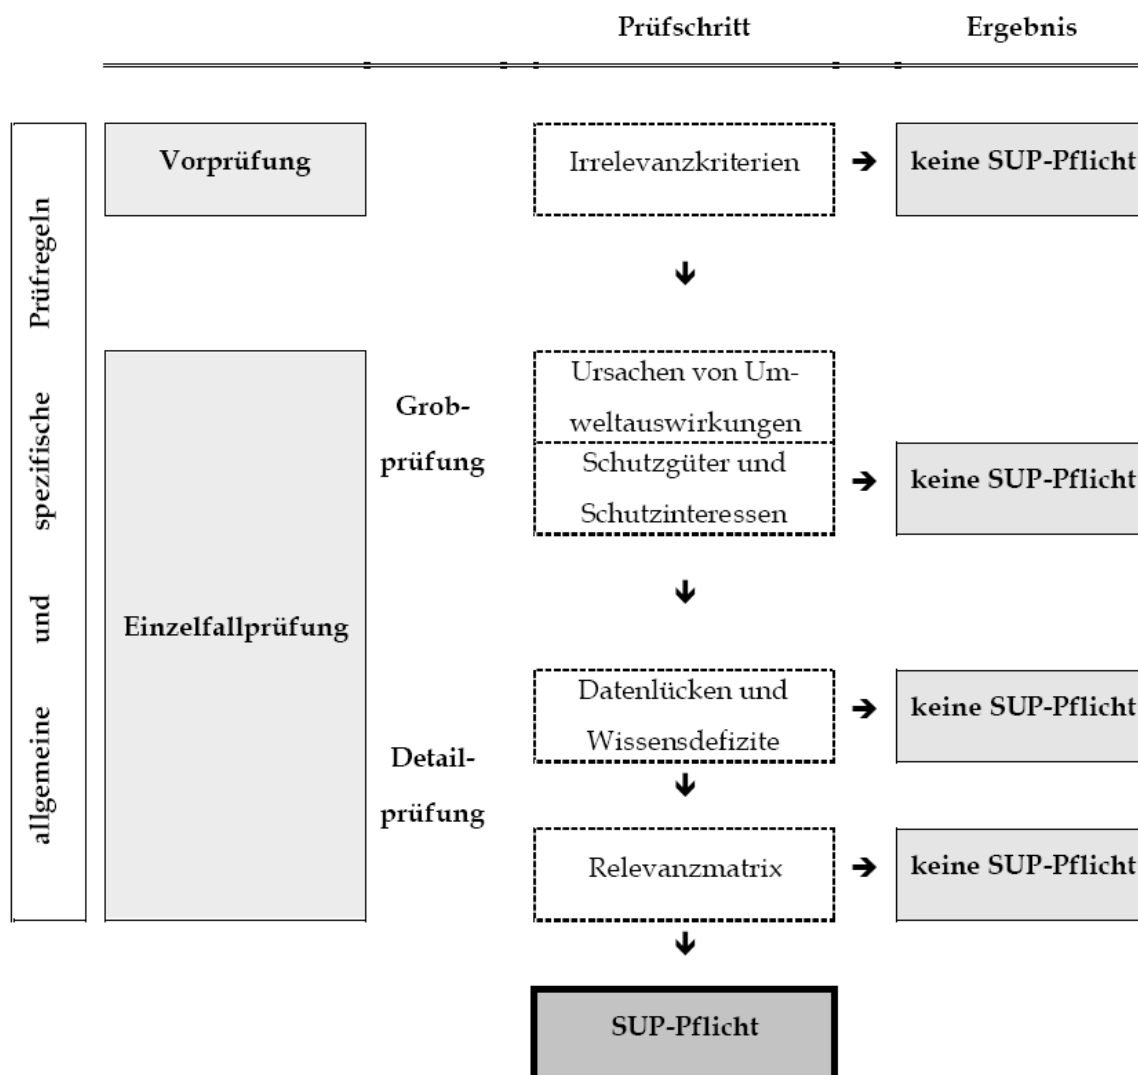 Prüfschritt Ergebnis
allgemeine und spezifische Prüfregeln
Vorprüfung
Irrelevanzkriterien
➔
keine SUP-Pflicht
Einzelfallprüfung
Grob-
prüfung
Ursachen von Um-
weltauswirkungen
Schutzgüter und
Schutzinteressen
keine SUP-Pflicht
Detail-
prüfung
Datenlücken und
Wissensdefizite
keine SUP-Pflicht
Relevanzmatrix
keine SUP-Pflicht
SUP-Pflicht